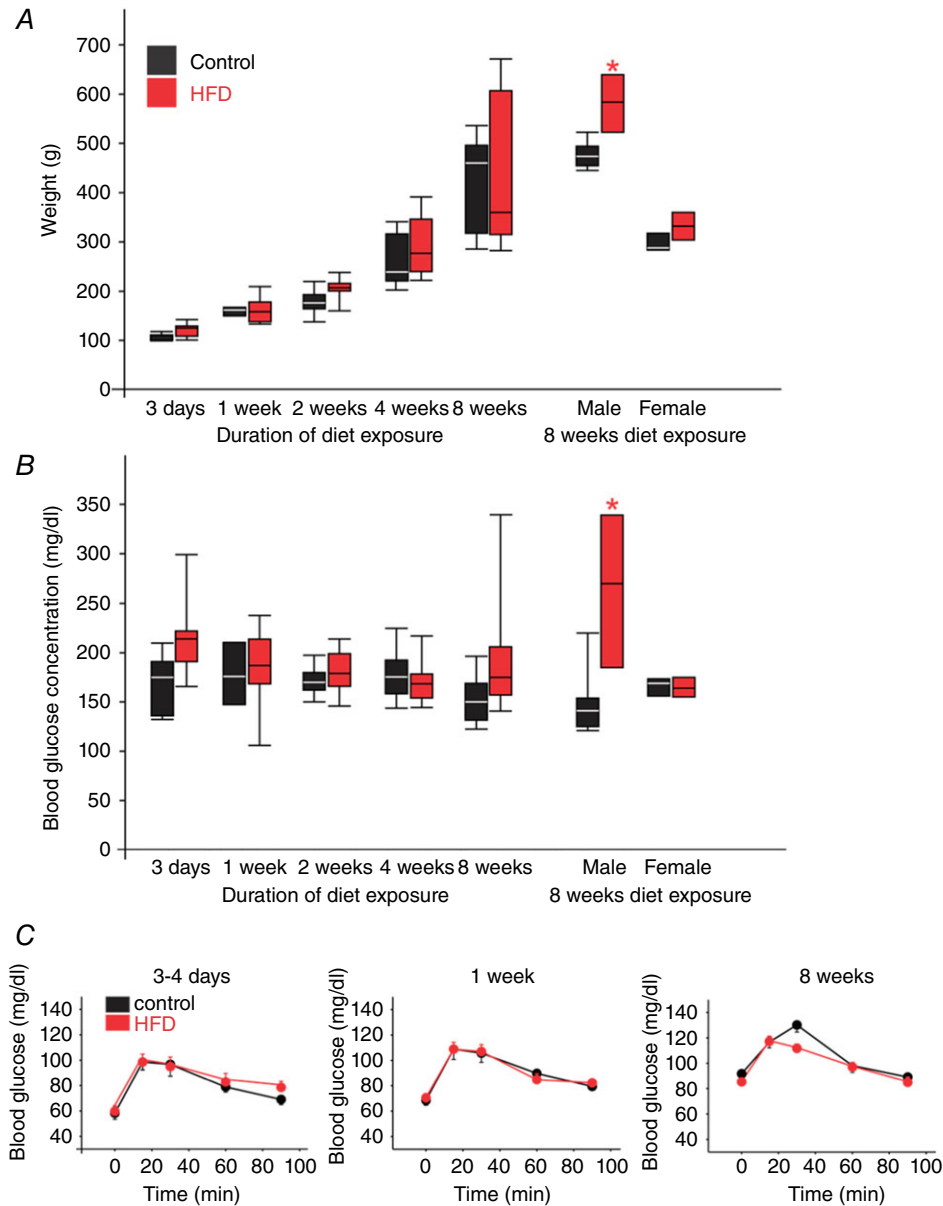 A
Weight (g)
700
600
500
400
300
200
100
0
Control
HFD
*
3 days 1 week 2 weeks 4 weeks 8 weeks Male Female
Duration of diet exposure 8 weeks diet exposure
B
Blood glucose concentration (mg/dl)
350
300
250
200
150
100
50
0
*
3 days 1 week 2 weeks 4 weeks 8 weeks Male Female
Duration of diet exposure 8 weeks diet exposure
C
3-4 days
Blood glucose (mg/dl)
140
120
100
80
60
40
control
HFD
0 20 40 60 80 100
Time (min)
1 week
Blood glucose (mg/dl)
140
120
100
80
60
40
0 20 40 60 80 100
Time (min)
8 weeks
Blood glucose (mg/dl)
140
120
100
80
60
40
0 20 40 60 80 100
Time (min)